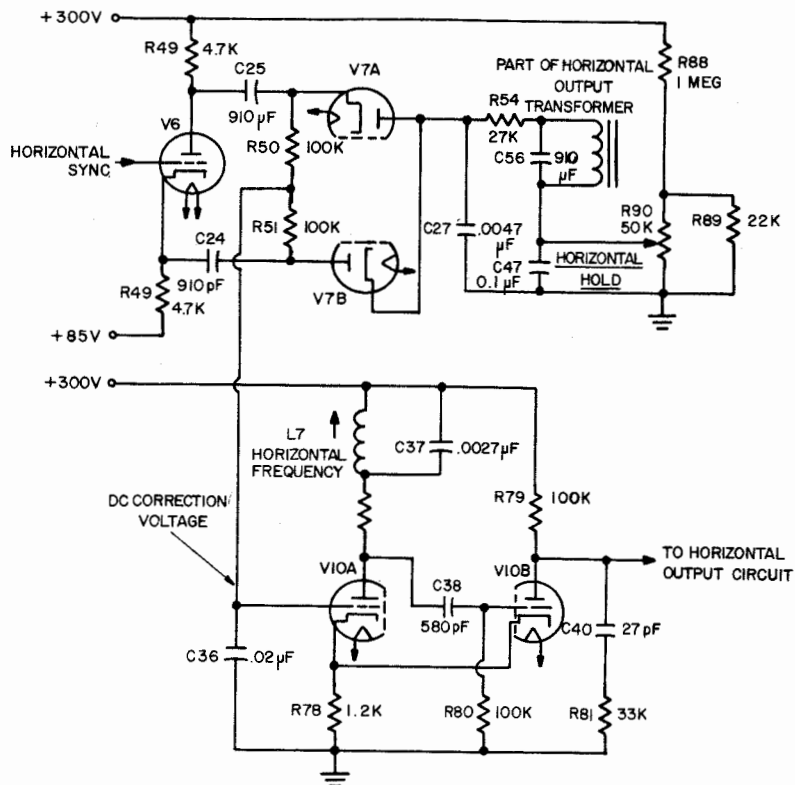 +300V
R49
4.7K
C25
910µF
V7A
PART OF HORIZONTAL
OUTPUT
TRANSFORMER
R88
1 MEG
V6
HORIZONTAL
SYNC
R50
100K
R54
27K
C56
910
µF
R51
100K
C27
.0047
µF
R90
50K
R89
22K
C24
910pF
V7B
C47
0.1µF
HORIZONTAL
HOLD
R49
4.7K
+85V
+300V
L7
HORIZONTAL
FREQUENCY
C37
.0027µF
DC CORRECTION
VOLTAGE
R79
100K
V10A
C38
580pF
V10B
TO HORIZONTAL
OUTPUT CIRCUIT
C40
27pF
C36
.02µF
R78
1.2K
R80
100K
R81
33K